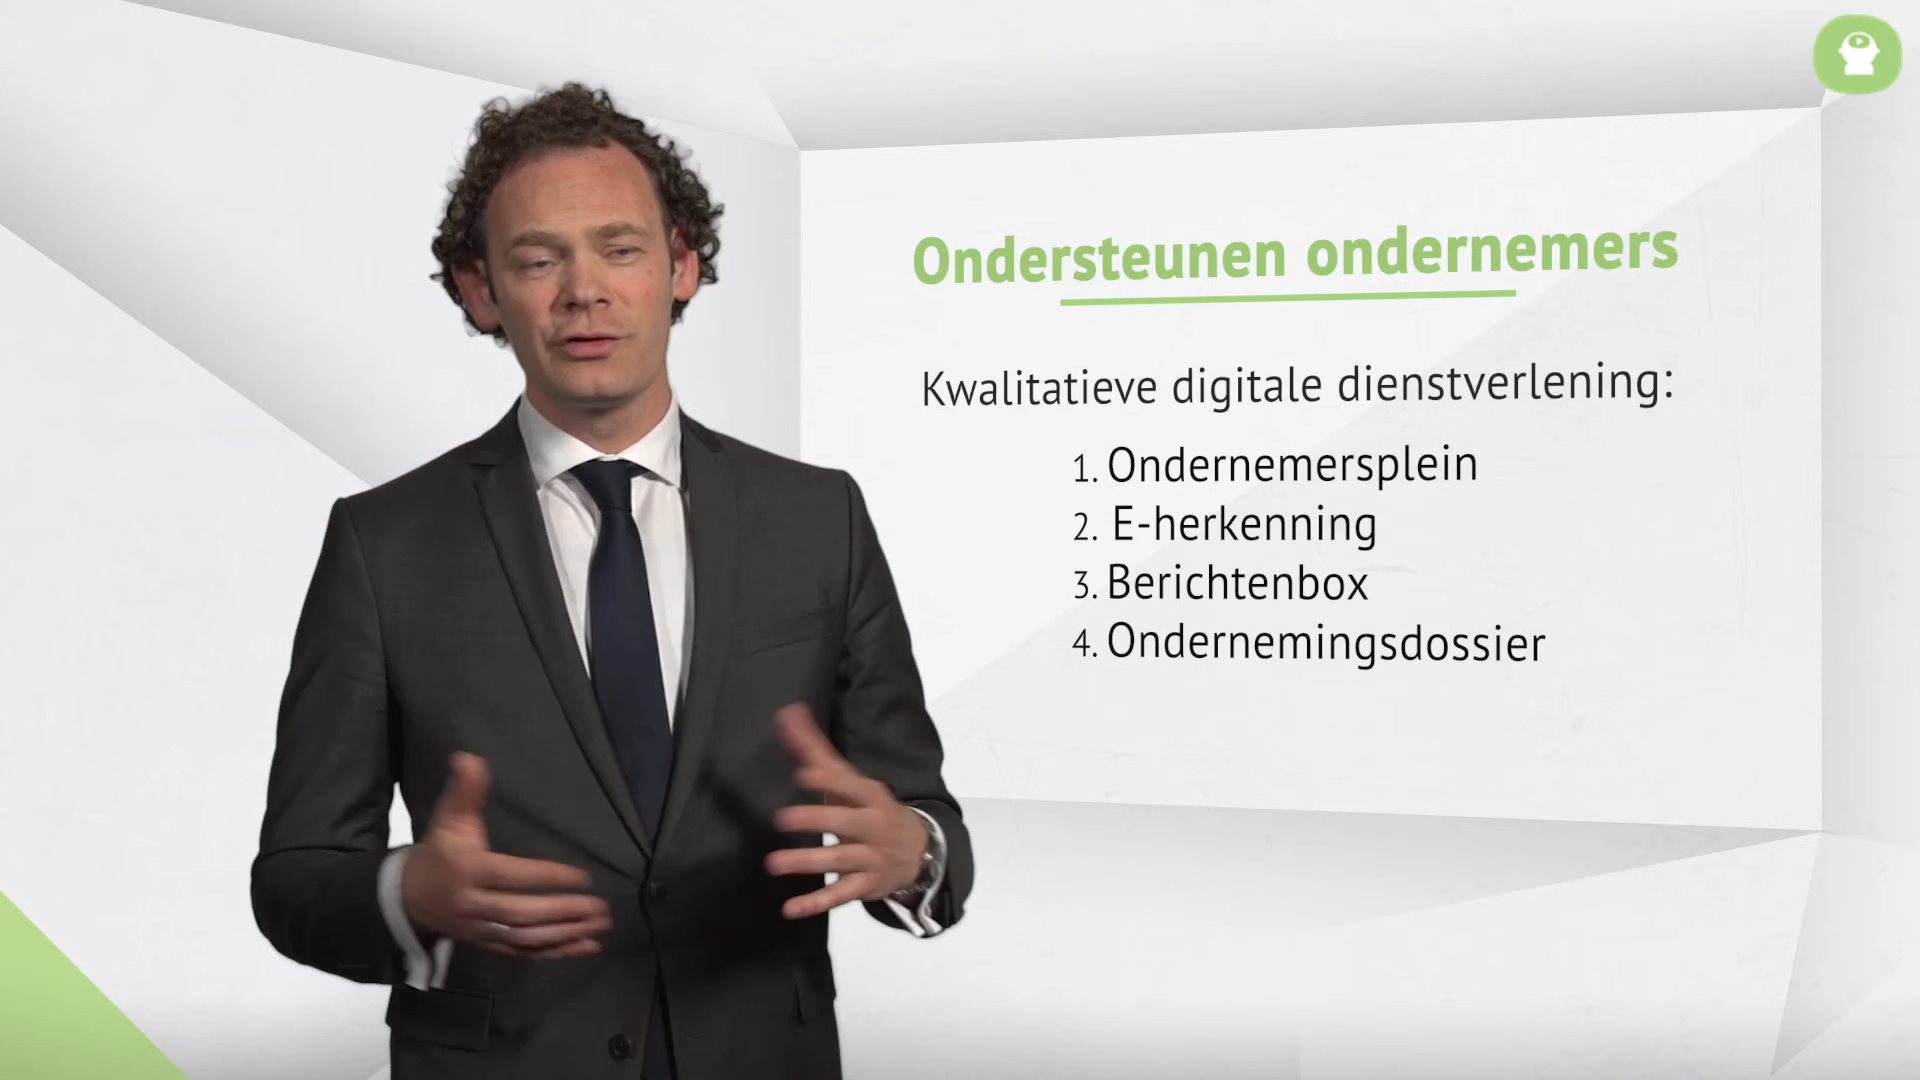 Ondersteunen ondernemers
Kwalitatieve digitale dienstverlening:
1. Ondernemersplein
2. E-herkenning
3. Berichtenbox
4. Ondernemingsdossier